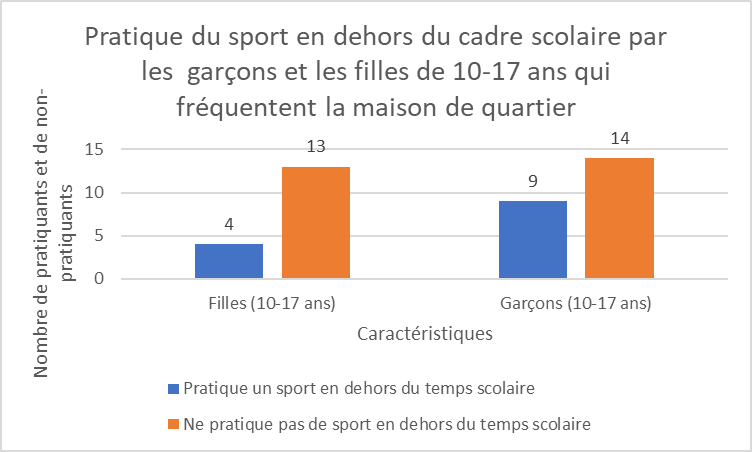 Pratique du sport en dehors du cadre scolaire par
les garçons et les filles de 10-17 ans qui
fréquentent la maison de quartier
Nombre de pratiquants et de non-
pratiquants
15
10
5
0
4
13
9
14
Filles (10-17 ans)
Garçons (10-17 ans)
Caractéristiques
Pratique un sport en dehors du temps scolaire
Ne pratique pas de sport en dehors du temps scolaire